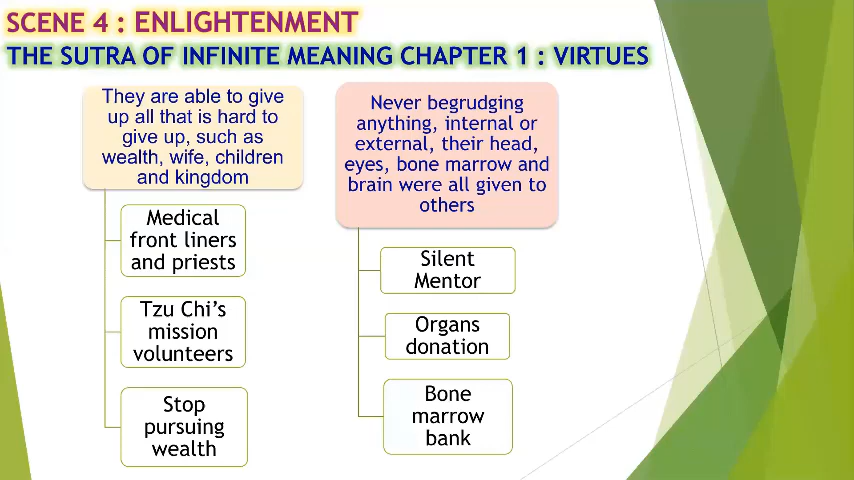 SCENE 4 : ENLIGHTENMENT
THE SUTRA OF INFINITE MEANING CHAPTER 1 : VIRTUES
They are able to give
up all that is hard to
give up, such as
wealth, wife, children
and kingdom
Medical
front liners
and priests
Tzu Chi's
mission
volunteers
Stop
pursuing
wealth
Never begrudging
anything, internal or
external, their head,
eyes, bone marrow and
brain were all given to
others
Silent
Mentor
Organs
donation
Bone
marrow
bank